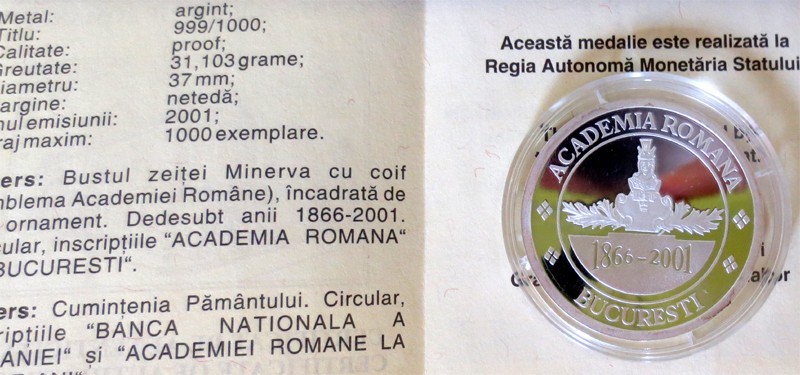 Metal: argint;
Titlu: 999/1000;
Calitate: proof;
Greutate: 31,103 grame;
iametru: 37 mm;
argine: netedă;
nul emisiunii: 2001;
raj maxim: 1000 exemplare.
ers: Bustul zeiței Minerva cu coif
mblema Academiei Române), încadrată de
ornament. Dedesubt anii 1866-2001.
cular, inscripțiile “ACADEMIA ROMANA“
BUCURESTI“.
ers: Cumințenia Pământului. Circular,
ripțiile “BANCA NATIONALA A
ANIEI“ și “ACADEMIEI ROMANE LA
Această medalie este realizată la
Regia Autonomă Monetăria Statului
ACADEMIA ROMANA
1866-2001
BUCURESTI